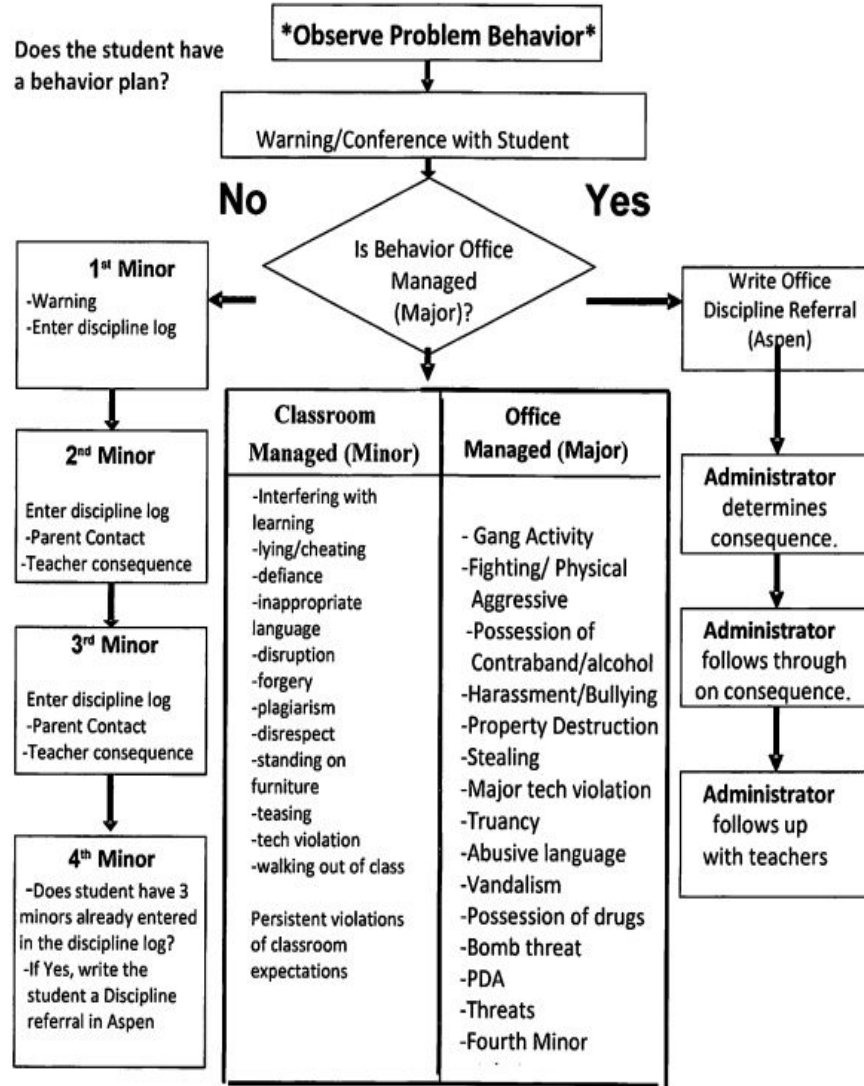 *Observe Problem Behavior*
Does the student have
a behavior plan?
Warning/Conference with Student
No
Yes
Is Behavior Office
Managed
(Major)?
1st Minor
-Warning
-Enter discipline log
2nd Minor
Enter discipline log
-Parent Contact
-Teacher consequence
3rd Minor
Enter discipline log
-Parent Contact
-Teacher consequence
4th Minor
-Does student have 3
minors already entered
in the discipline log?
-If Yes, write the
student a Discipline
referral in Aspen
Classroom
Managed (Minor)
-Interfering with
learning
-lying/cheating
-defiance
-inappropriate
language
-disruption
-forgery
-plagiarism
-disrespect
-standing on
furniture
-teasing
-tech violation
-walking out of class
Persistent violations
of classroom
expectations
Office
Managed (Major)
- Gang Activity
-Fighting/ Physical
Aggressive
-Possession of
Contraband/alcohol
-Harassment/Bullying
-Property Destruction
-Stealing
-Major tech violation
-Truancy
-Abusive language
-Vandalism
-Possession of drugs
-Bomb threat
-PDA
-Threats
-Fourth Minor
Write Office
Discipline Referral
(Aspen)
Administrator
determines
consequence.
Administrator
follows through
on consequence.
Administrator
follows up
with teachers